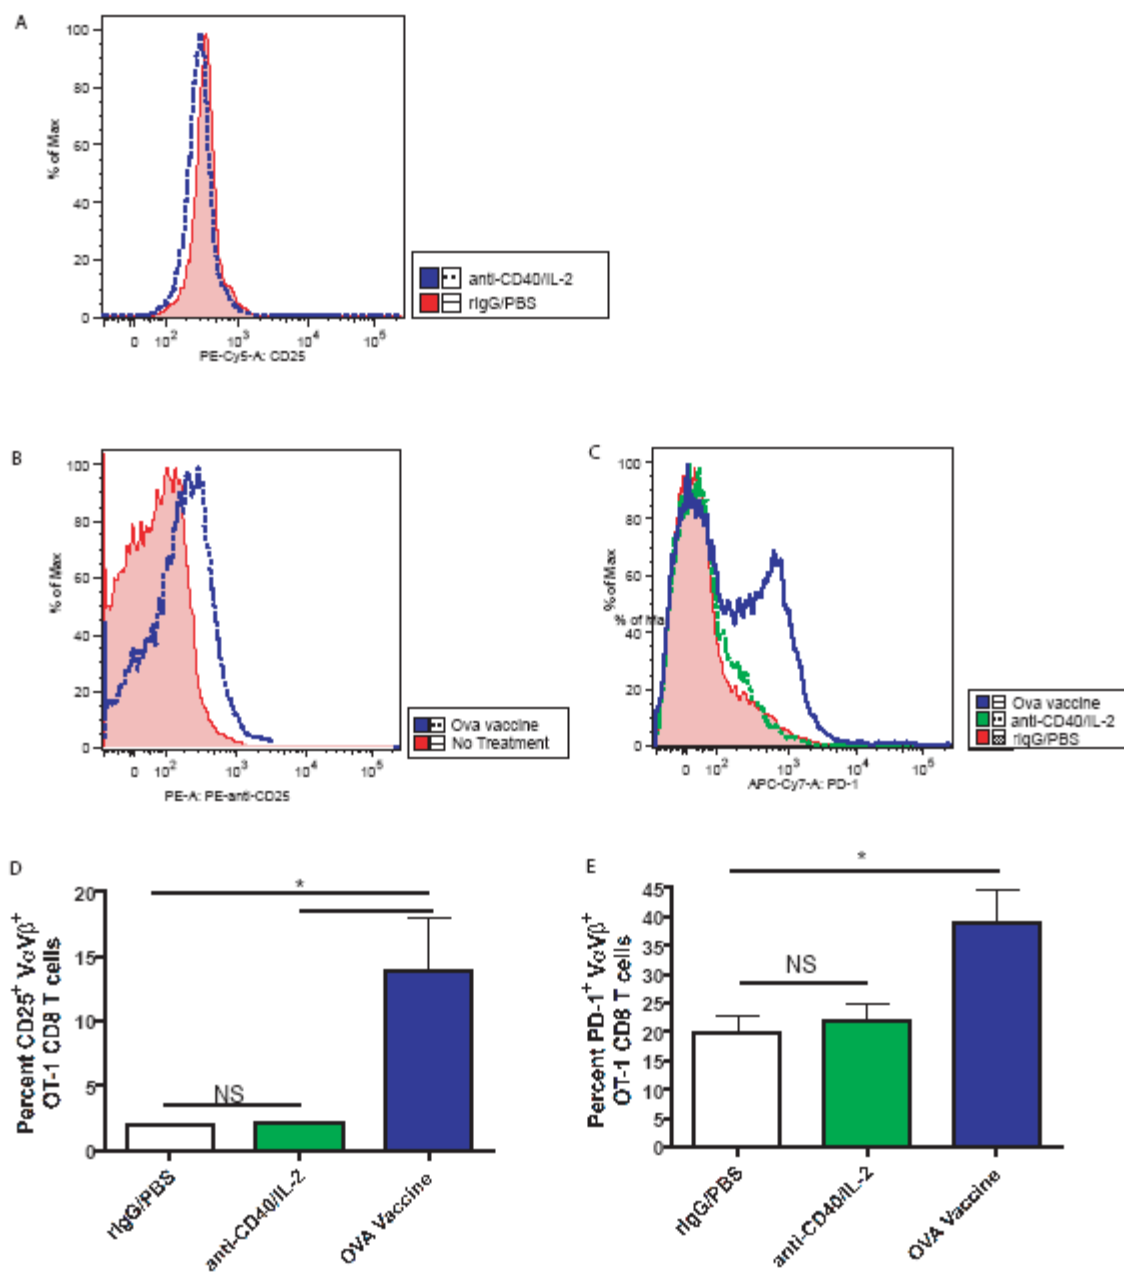 A
100
80
60
40
20
0
% of Max
0 10² 10³ 10⁴ 10⁵
PE-Cy5-A: CD25
anti-CD40/IL-2
rIgG/PBS
B
100
80
60
40
20
0
% of Max
0 10² 10³ 10⁴ 10⁵
PE-A: PE-anti-CD25
Ova vaccine
No Treatment
C
100
80
60
40
20
0
% of Max
% of Ma
0 10² 10³ 10⁴ 10⁵
APC-Cy7-A: PD-1
Ova vaccine
anti-CD40/IL-2
rIgG/PBS
D
Percent CD25⁺ VαVβ⁺
OT-1 CD8 T cells
20
15
10
5
0
*
NS
rIgG/PBS
anti-CD40/IL-2
OVA Vaccine
E
Percent PD-1⁺ VαVβ⁺
OT-1 CD8 T cells
45
40
35
30
25
20
15
10
5
0
*
NS
rIgG/PBS
anti-CD40/IL-2
OVA Vaccine